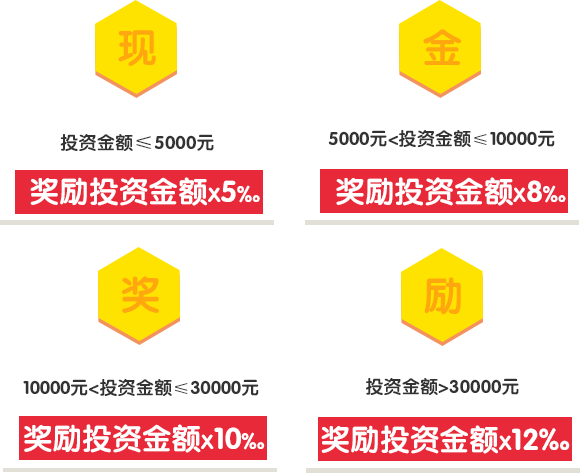 现
投资金额≤5000元
奖励投资金额x5‰
金
5000元<投资金额≤10000元
奖励投资金额x8‰
奖
10000元<投资金额≤30000元
奖励投资金额x10‰
励
投资金额>30000元
奖励投资金额x12‰